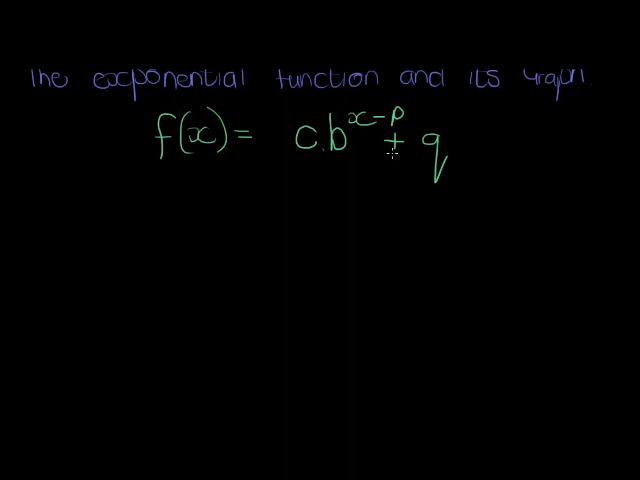 The exponential function and its Graph.
f(x) = c.b^{x-p} + q